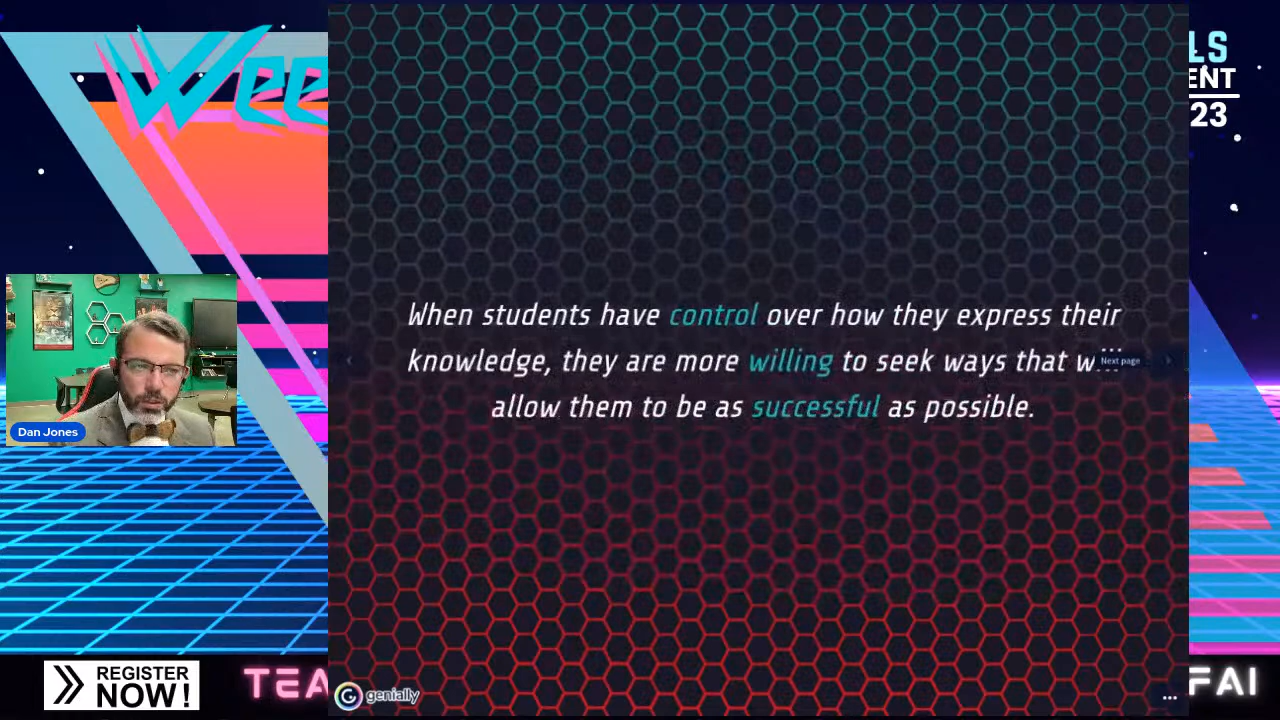 Wee
LS
ENT
23
When students have control over how they express their
knowledge, they are more willing to seek ways that
Next page
allow them to be as successful as possible.
Dan Jones
REGISTER
NOW!
TEA
genially
FAI